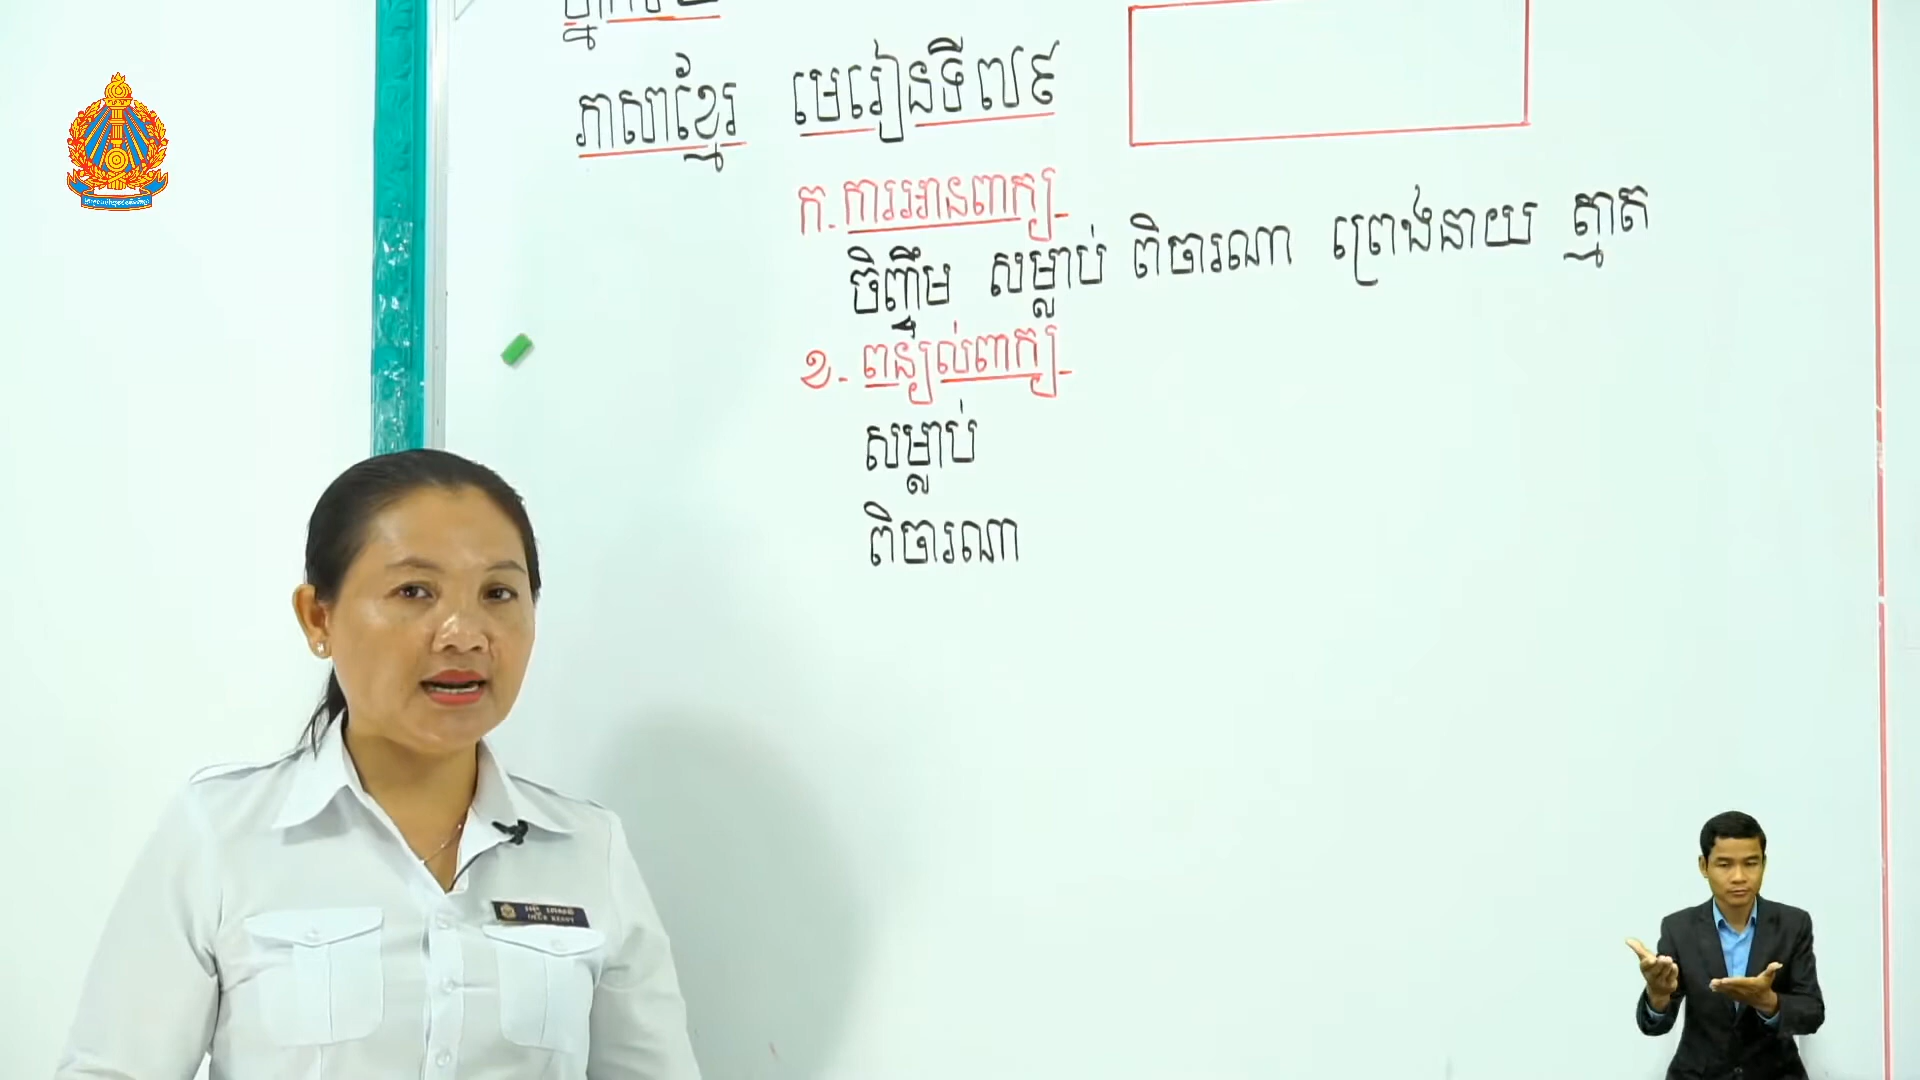 ភាសាខ្មែរ មេរៀនទី៧៩
ក. ការអានពាក្យ
ចិញ្ចឹម សម្លាប់ ពិចារណា ព្រេងនាយ ត្មាត
ខ. ពន្យល់ពាក្យ
សម្លាប់
ពិចារណា